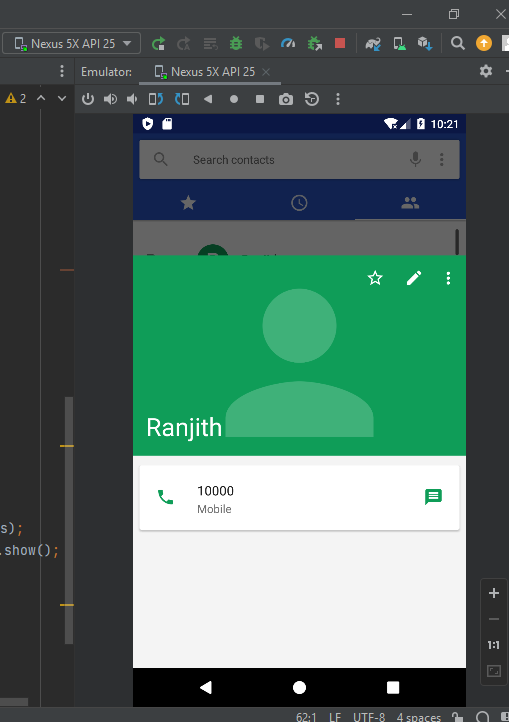 Nexus 5X API 25
Emulator: Nexus 5X API 25
2
10:21
Search contacts
Ranjith
10000
Mobile
s);
.show();
1:1
62:1 LF UTF-8 4 spaces